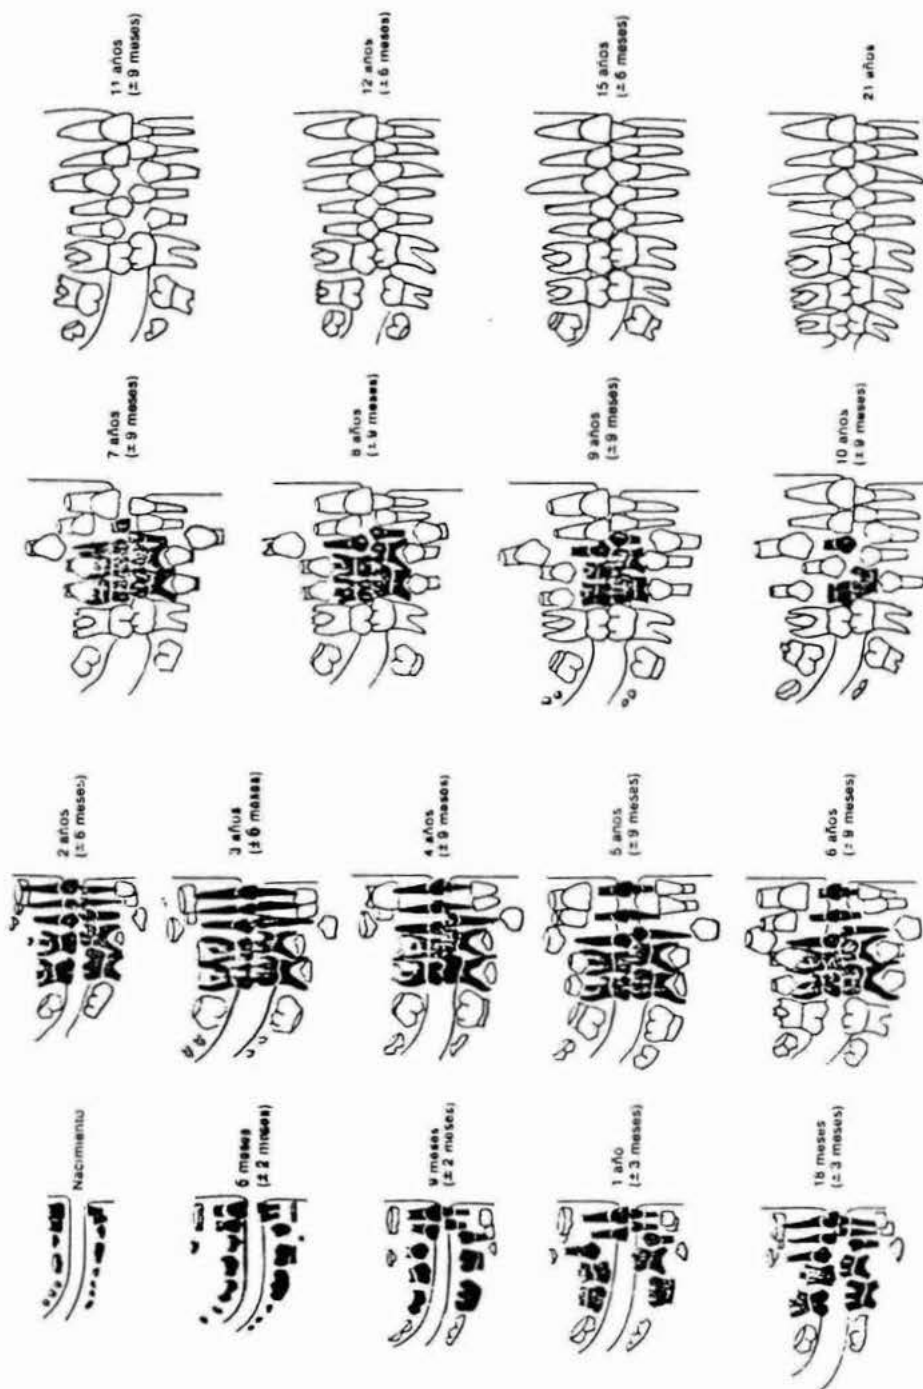 Nacimiento
6 meses
(± 2 meses)
9 meses
(± 2 meses)
1 año
(± 3 meses)
18 meses
(± 3 meses)
2 años
(± 6 meses)
3 años
(± 6 meses)
4 años
(± 9 meses)
5 años
(± 9 meses)
6 años
(± 9 meses)
7 años
(± 9 meses)
8 años
(± 9 meses)
9 años
(± 9 meses)
10 años
(± 9 meses)
11 años
(± 9 meses)
12 años
(± 6 meses)
15 años
(± 6 meses)
21 años